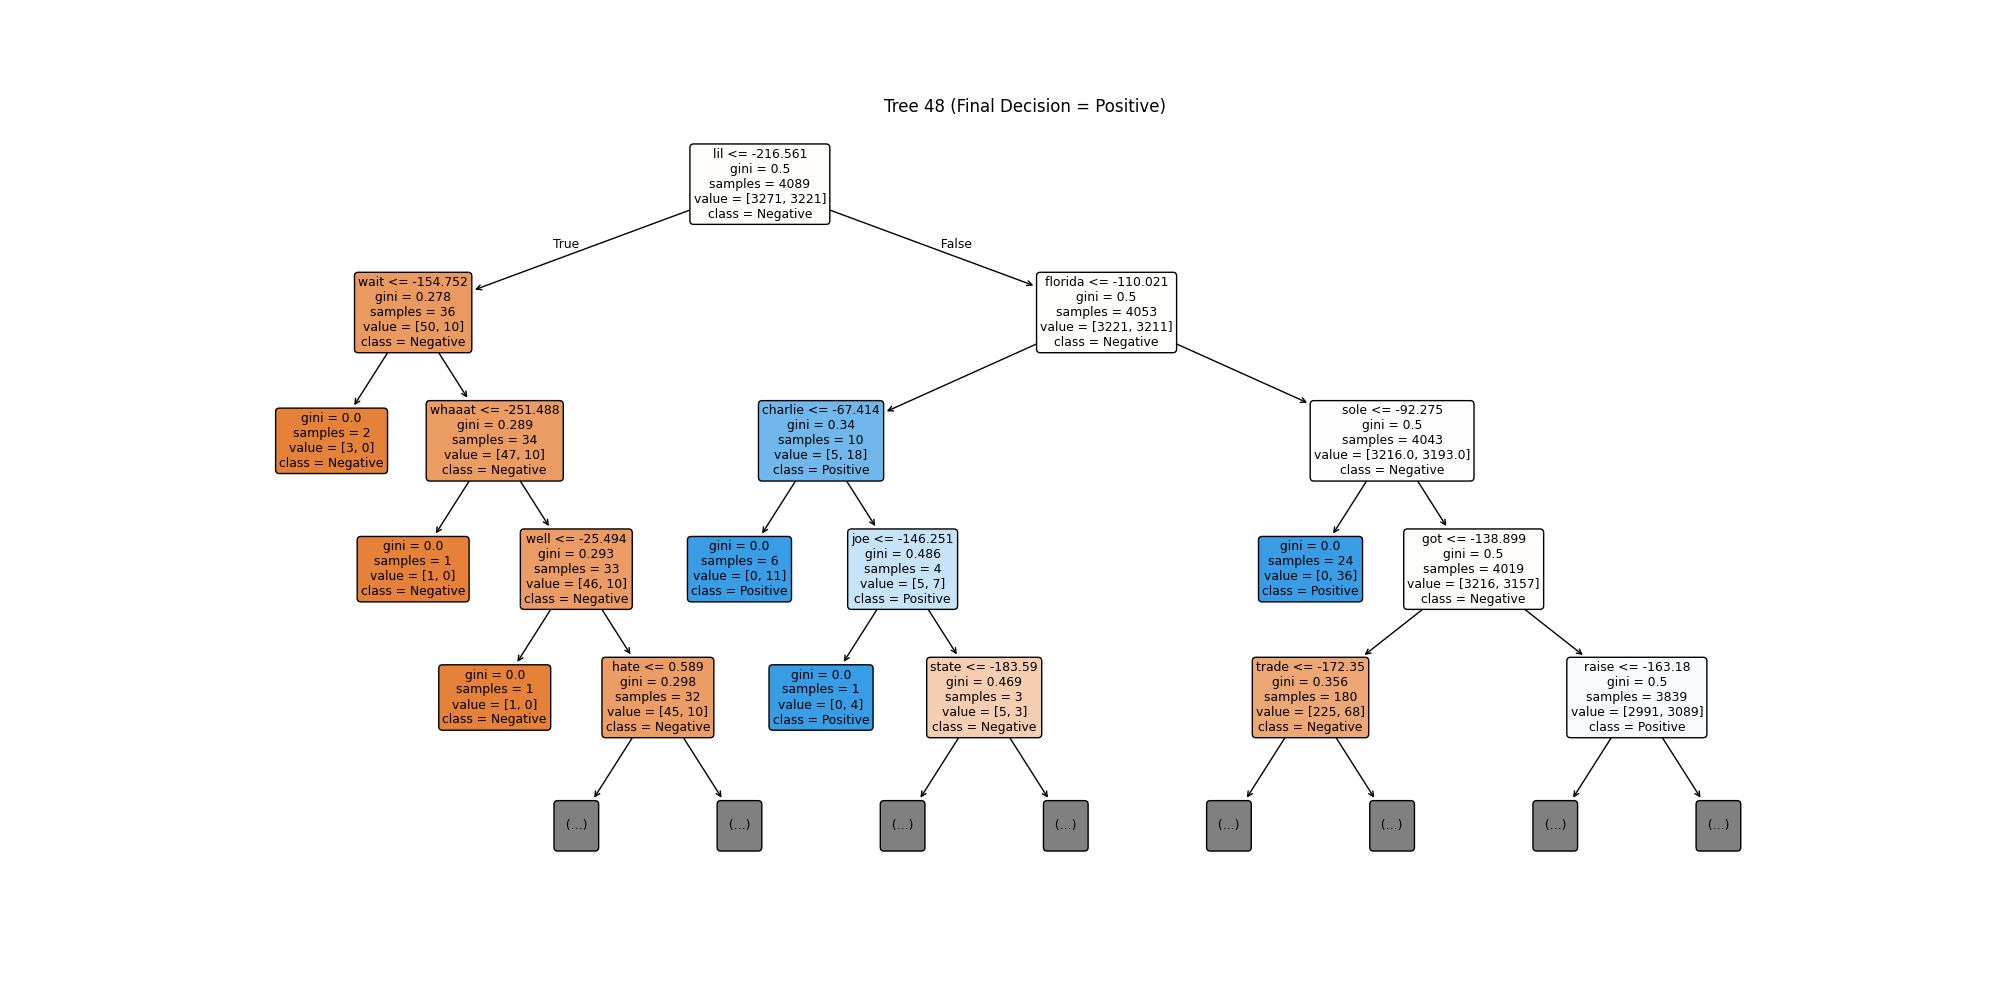 Tree 48 (Final Decision = Positive)
lil <= -216.561
gini = 0.5
samples = 4089
value = [3271, 3221]
class = Negative
True
False
wait <= -154.752
gini = 0.278
samples = 36
value = [50, 10]
class = Negative
florida <= -110.021
gini = 0.5
samples = 4053
value = [3221, 3211]
class = Negative
gini = 0.0
samples = 2
value = [3, 0]
class = Negative
whaaat <= -251.488
gini = 0.289
samples = 34
value = [47, 10]
class = Negative
charlie <= -67.414
gini = 0.34
samples = 10
value = [5, 18]
class = Positive
sole <= -92.275
gini = 0.5
samples = 4043
value = [3216.0, 3193.0]
class = Negative
gini = 0.0
samples = 1
value = [1, 0]
class = Negative
well <= -25.494
gini = 0.293
samples = 33
value = [46, 10]
class = Negative
gini = 0.0
samples = 6
value = [0, 11]
class = Positive
joe <= -146.251
gini = 0.486
samples = 4
value = [5, 7]
class = Positive
gini = 0.0
samples = 24
value = [0, 36]
class = Positive
got <= -138.899
gini = 0.5
samples = 4019
value = [3216, 3157]
class = Negative
gini = 0.0
samples = 1
value = [1, 0]
class = Negative
hate <= 0.589
gini = 0.298
samples = 32
value = [45, 10]
class = Negative
gini = 0.0
samples = 1
value = [0, 4]
class = Positive
state <= -183.59
gini = 0.469
samples = 3
value = [5, 3]
class = Negative
trade <= -172.35
gini = 0.356
samples = 180
value = [225, 68]
class = Negative
raise <= -163.18
gini = 0.5
samples = 3839
value = [2991, 3089]
class = Positive
(...)
(...)
(...)
(...)
(...)
(...)
(...)
(...)